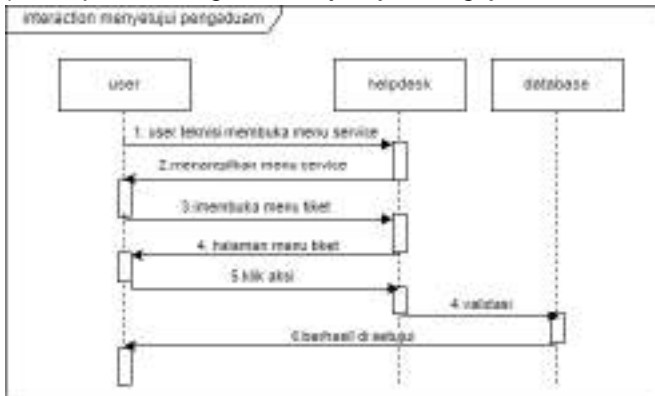 interaction menyetujui pengaduam
user
helpdesk
database
1. user teknisi membuka menu service
2.menampilkan menu service
3.membuka menu tiket
4. halaman menu tiket
5.klik aksi
4.validasi
6.berhasil di setujui